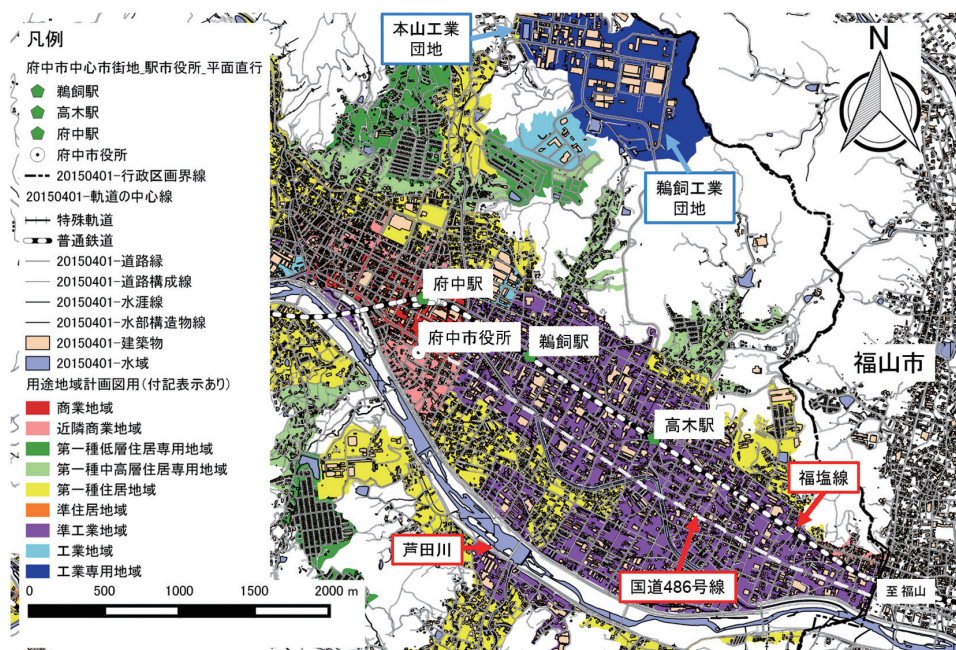 凡例
府中市中心市街地_駅市役所_平面直行
鵜飼駅
高木駅
府中駅
府中市役所
20150401-行政区画界線
20150401-軌道の中心線
特殊軌道
普通鉄道
20150401-道路縁
20150401-道路構成線
20150401-水涯線
20150401-水部構造物線
20150401-建築物
20150401-水域
用途地域計画図用(付記表示あり)
商業地域
近隣商業地域
第一種低層住居専用地域
第一種中高層住居専用地域
第一種住居地域
準住居地域
準工業地域
工業地域
工業専用地域
0 500 1000 1500 2000 m
本山工業
団地
N
鵜飼工業
団地
府中駅
府中市役所
鵜飼駅
福山市
高木駅
福塩線
芦田川
国道486号線
至福山